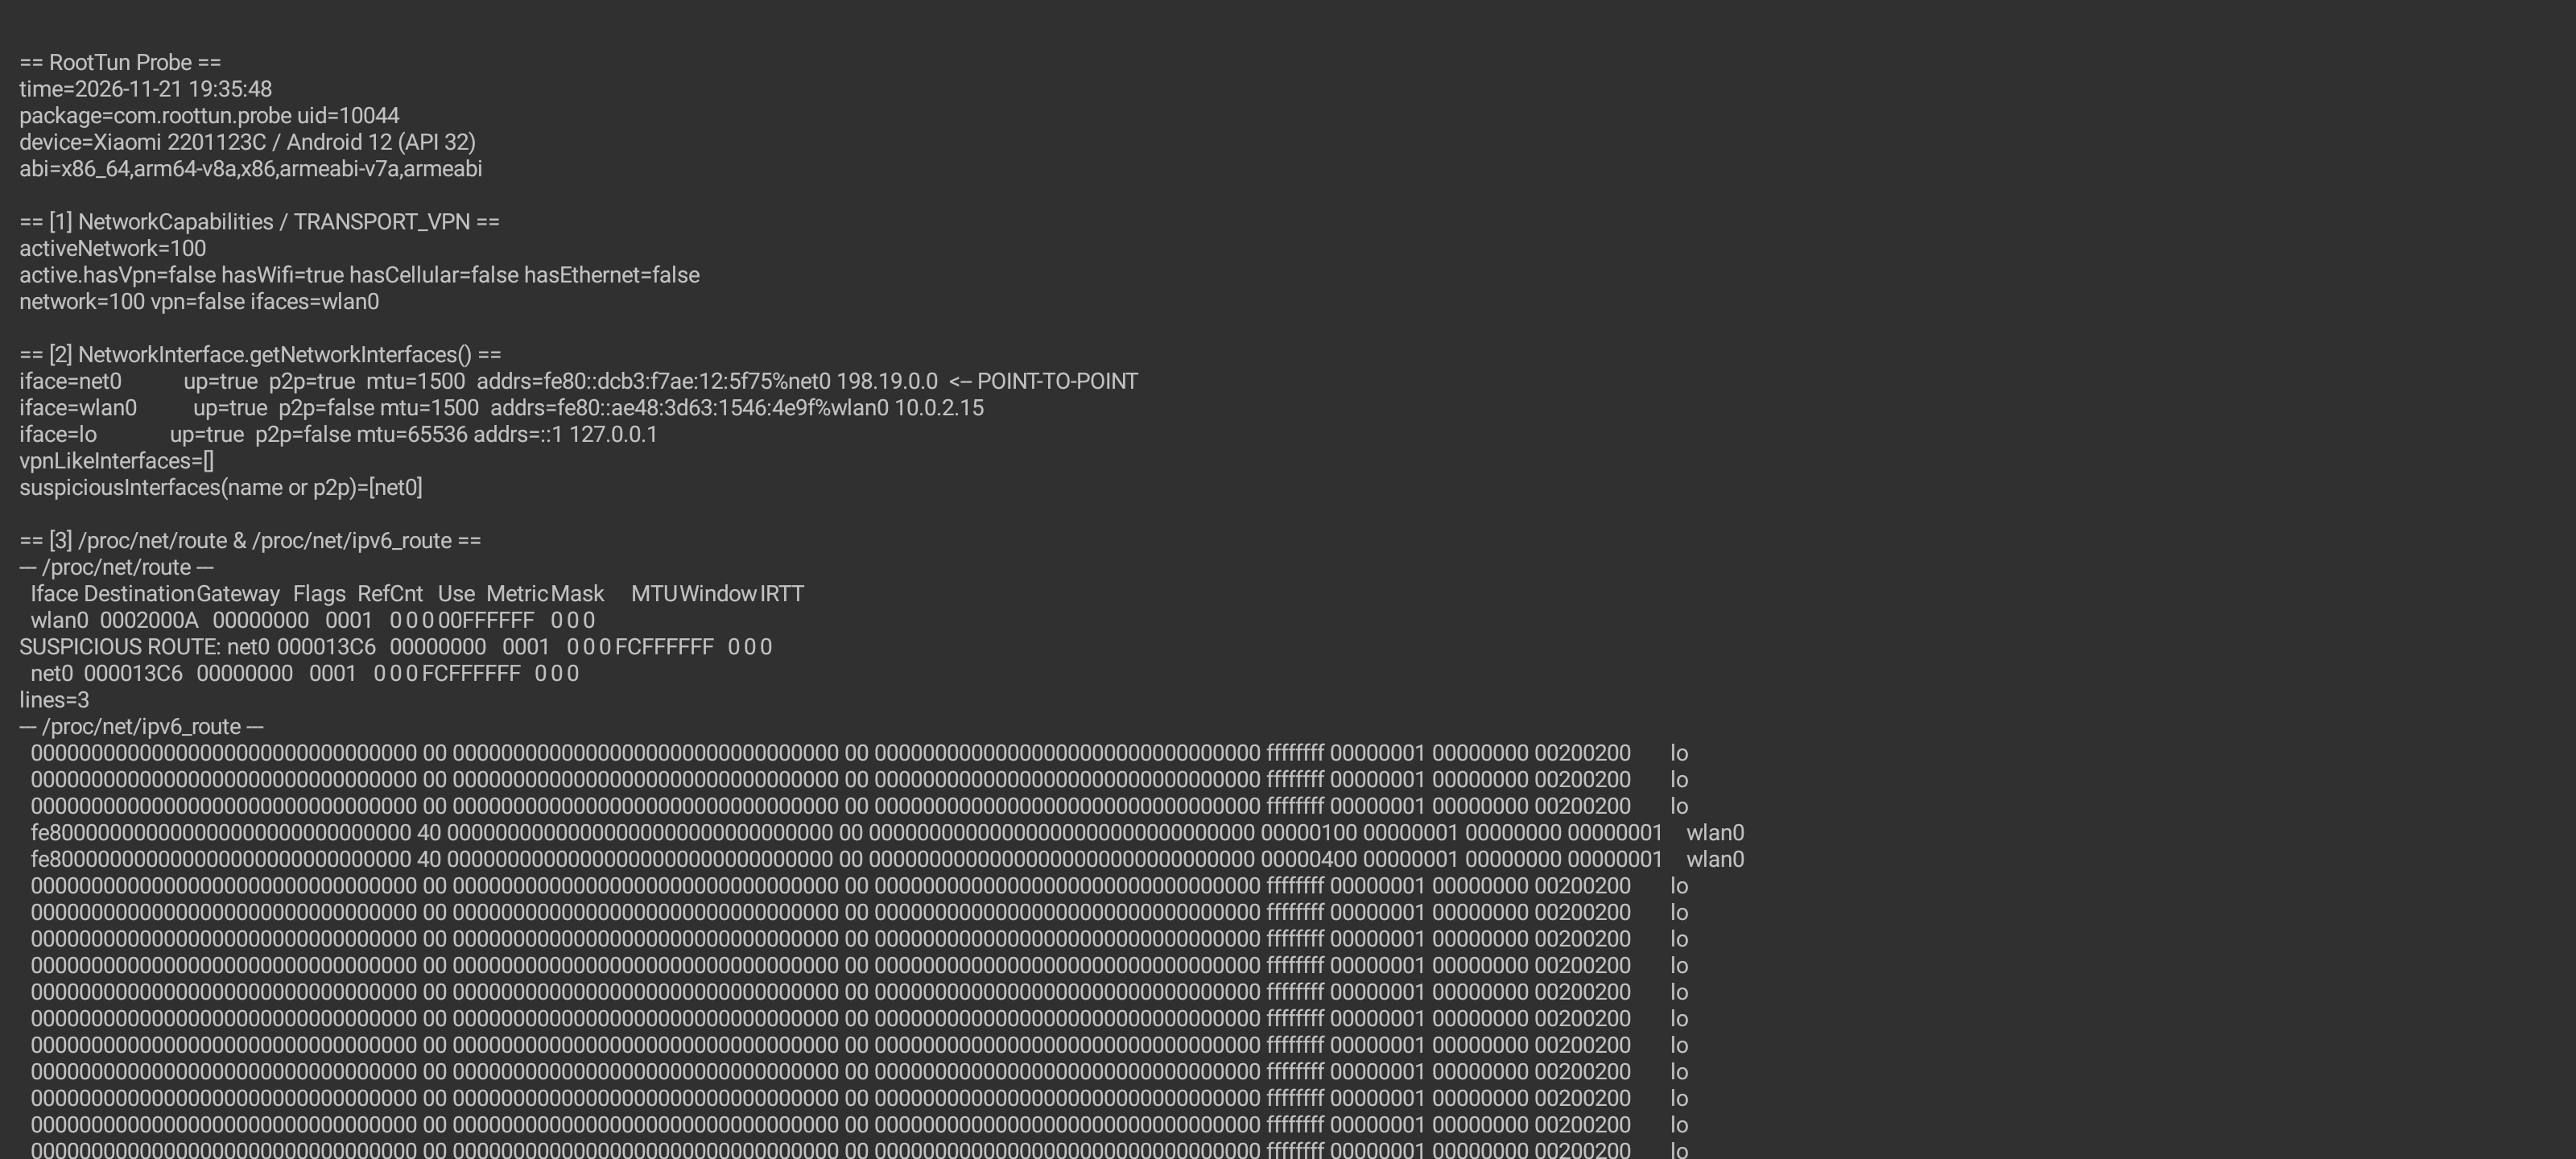 == RootTun Probe ==
time=2026-11-21 19:35:48
package=com.roottun.probe uid=10044
device=Xiaomi 2201123C / Android 12 (API 32)
abi=x86_64,arm64-v8a,x86,armeabi-v7a,armeabi
== [1] NetworkCapabilities / TRANSPORT_VPN ==
activeNetwork=100
active.hasVpn=false hasWifi=true hasCellular=false hasEthernet=false
network=100 vpn=false ifaces=wlan0
== [2] NetworkInterface.getNetworkInterfaces() ==
iface=net0 up=true p2p=true mtu=1500 addrs=fe80::dcb3:f7ae:12:5f75%net0 198.19.0.0 <-- POINT-TO-POINT
iface=wlan0 up=true p2p=false mtu=1500 addrs=fe80::ae48:3d63:1546:4e9f%wlan0 10.0.2.15
iface=lo up=true p2p=false mtu=65536 addrs=::1 127.0.0.1
vpnLikeInterfaces=[]
suspiciousInterfaces(name or p2p)=[net0]
== [3] /proc/net/route & /proc/net/ipv6_route ==
--- /proc/net/route ---
Iface Destination Gateway Flags RefCnt Use Metric Mask MTU Window IRTT
wlan0 0002000A 00000000 0001 0 0 0 00FFFFFF 0 0 0
SUSPICIOUS ROUTE: net0 000013C6 00000000 0001 0 0 0 FCFFFFFF 0 0 0
net0 000013C6 00000000 0001 0 0 0 FCFFFFFF 0 0 0
lines=3
--- /proc/net/ipv6_route ---
00000000000000000000000000000000 00 00000000000000000000000000000000 00 00000000000000000000000000000000 ffffffff 00000001 00000000 00200200 lo
00000000000000000000000000000000 00 00000000000000000000000000000000 00 00000000000000000000000000000000 ffffffff 00000001 00000000 00200200 lo
00000000000000000000000000000000 00 00000000000000000000000000000000 00 00000000000000000000000000000000 ffffffff 00000001 00000000 00200200 lo
fe800000000000000000000000000000 40 00000000000000000000000000000000 00 00000000000000000000000000000000 00000100 00000001 00000000 00000001 wlan0
fe800000000000000000000000000000 40 00000000000000000000000000000000 00 00000000000000000000000000000000 00000400 00000001 00000000 00000001 wlan0
00000000000000000000000000000000 00 00000000000000000000000000000000 00 00000000000000000000000000000000 ffffffff 00000001 00000000 00200200 lo
00000000000000000000000000000000 00 00000000000000000000000000000000 00 00000000000000000000000000000000 ffffffff 00000001 00000000 00200200 lo
00000000000000000000000000000000 00 00000000000000000000000000000000 00 00000000000000000000000000000000 ffffffff 00000001 00000000 00200200 lo
00000000000000000000000000000000 00 00000000000000000000000000000000 00 00000000000000000000000000000000 ffffffff 00000001 00000000 00200200 lo
00000000000000000000000000000000 00 00000000000000000000000000000000 00 00000000000000000000000000000000 ffffffff 00000001 00000000 00200200 lo
00000000000000000000000000000000 00 00000000000000000000000000000000 00 00000000000000000000000000000000 ffffffff 00000001 00000000 00200200 lo
00000000000000000000000000000000 00 00000000000000000000000000000000 00 00000000000000000000000000000000 ffffffff 00000001 00000000 00200200 lo
00000000000000000000000000000000 00 00000000000000000000000000000000 00 00000000000000000000000000000000 ffffffff 00000001 00000000 00200200 lo
00000000000000000000000000000000 00 00000000000000000000000000000000 00 00000000000000000000000000000000 ffffffff 00000001 00000000 00200200 lo
00000000000000000000000000000000 00 00000000000000000000000000000000 00 00000000000000000000000000000000 ffffffff 00000001 00000000 00200200 lo
00000000000000000000000000000000 00 00000000000000000000000000000000 00 00000000000000000000000000000000 ffffffff 00000001 00000000 00200200 lo